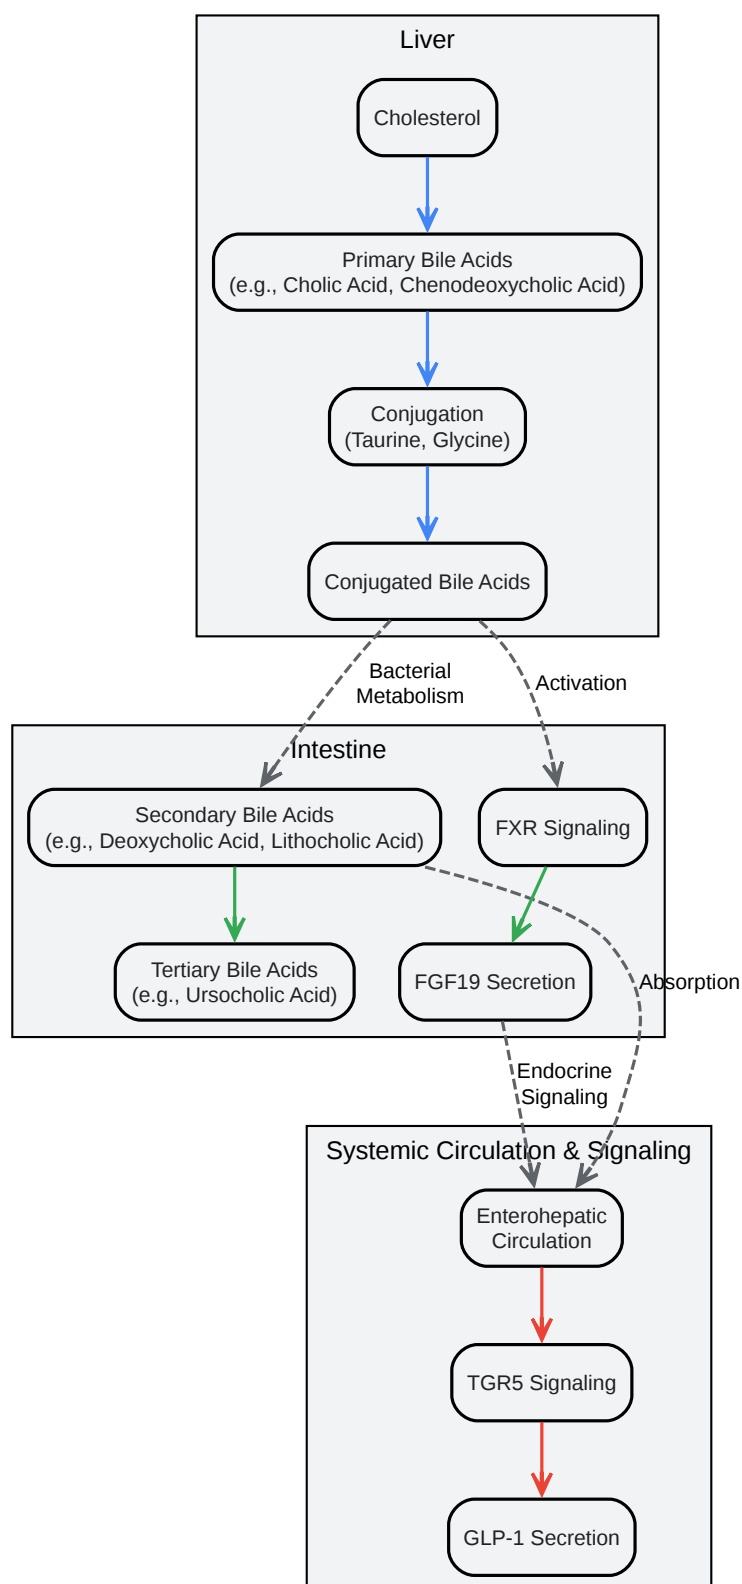 Liver
Cholesterol
Primary Bile Acids
(e.g., Cholic Acid, Chenodeoxycholic Acid)
Conjugation
(Taurine, Glycine)
Conjugated Bile Acids
Bacterial
Metabolism
Activation
Intestine
Secondary Bile Acids
(e.g., Deoxycholic Acid, Lithocholic Acid)
FXR Signaling
Tertiary Bile Acids
(e.g., Ursocholic Acid)
FGF19 Secretion
Absorption
Endocrine
Signaling
Systemic Circulation & Signaling
Enterohepatic
Circulation
TGR5 Signaling
GLP-1 Secretion